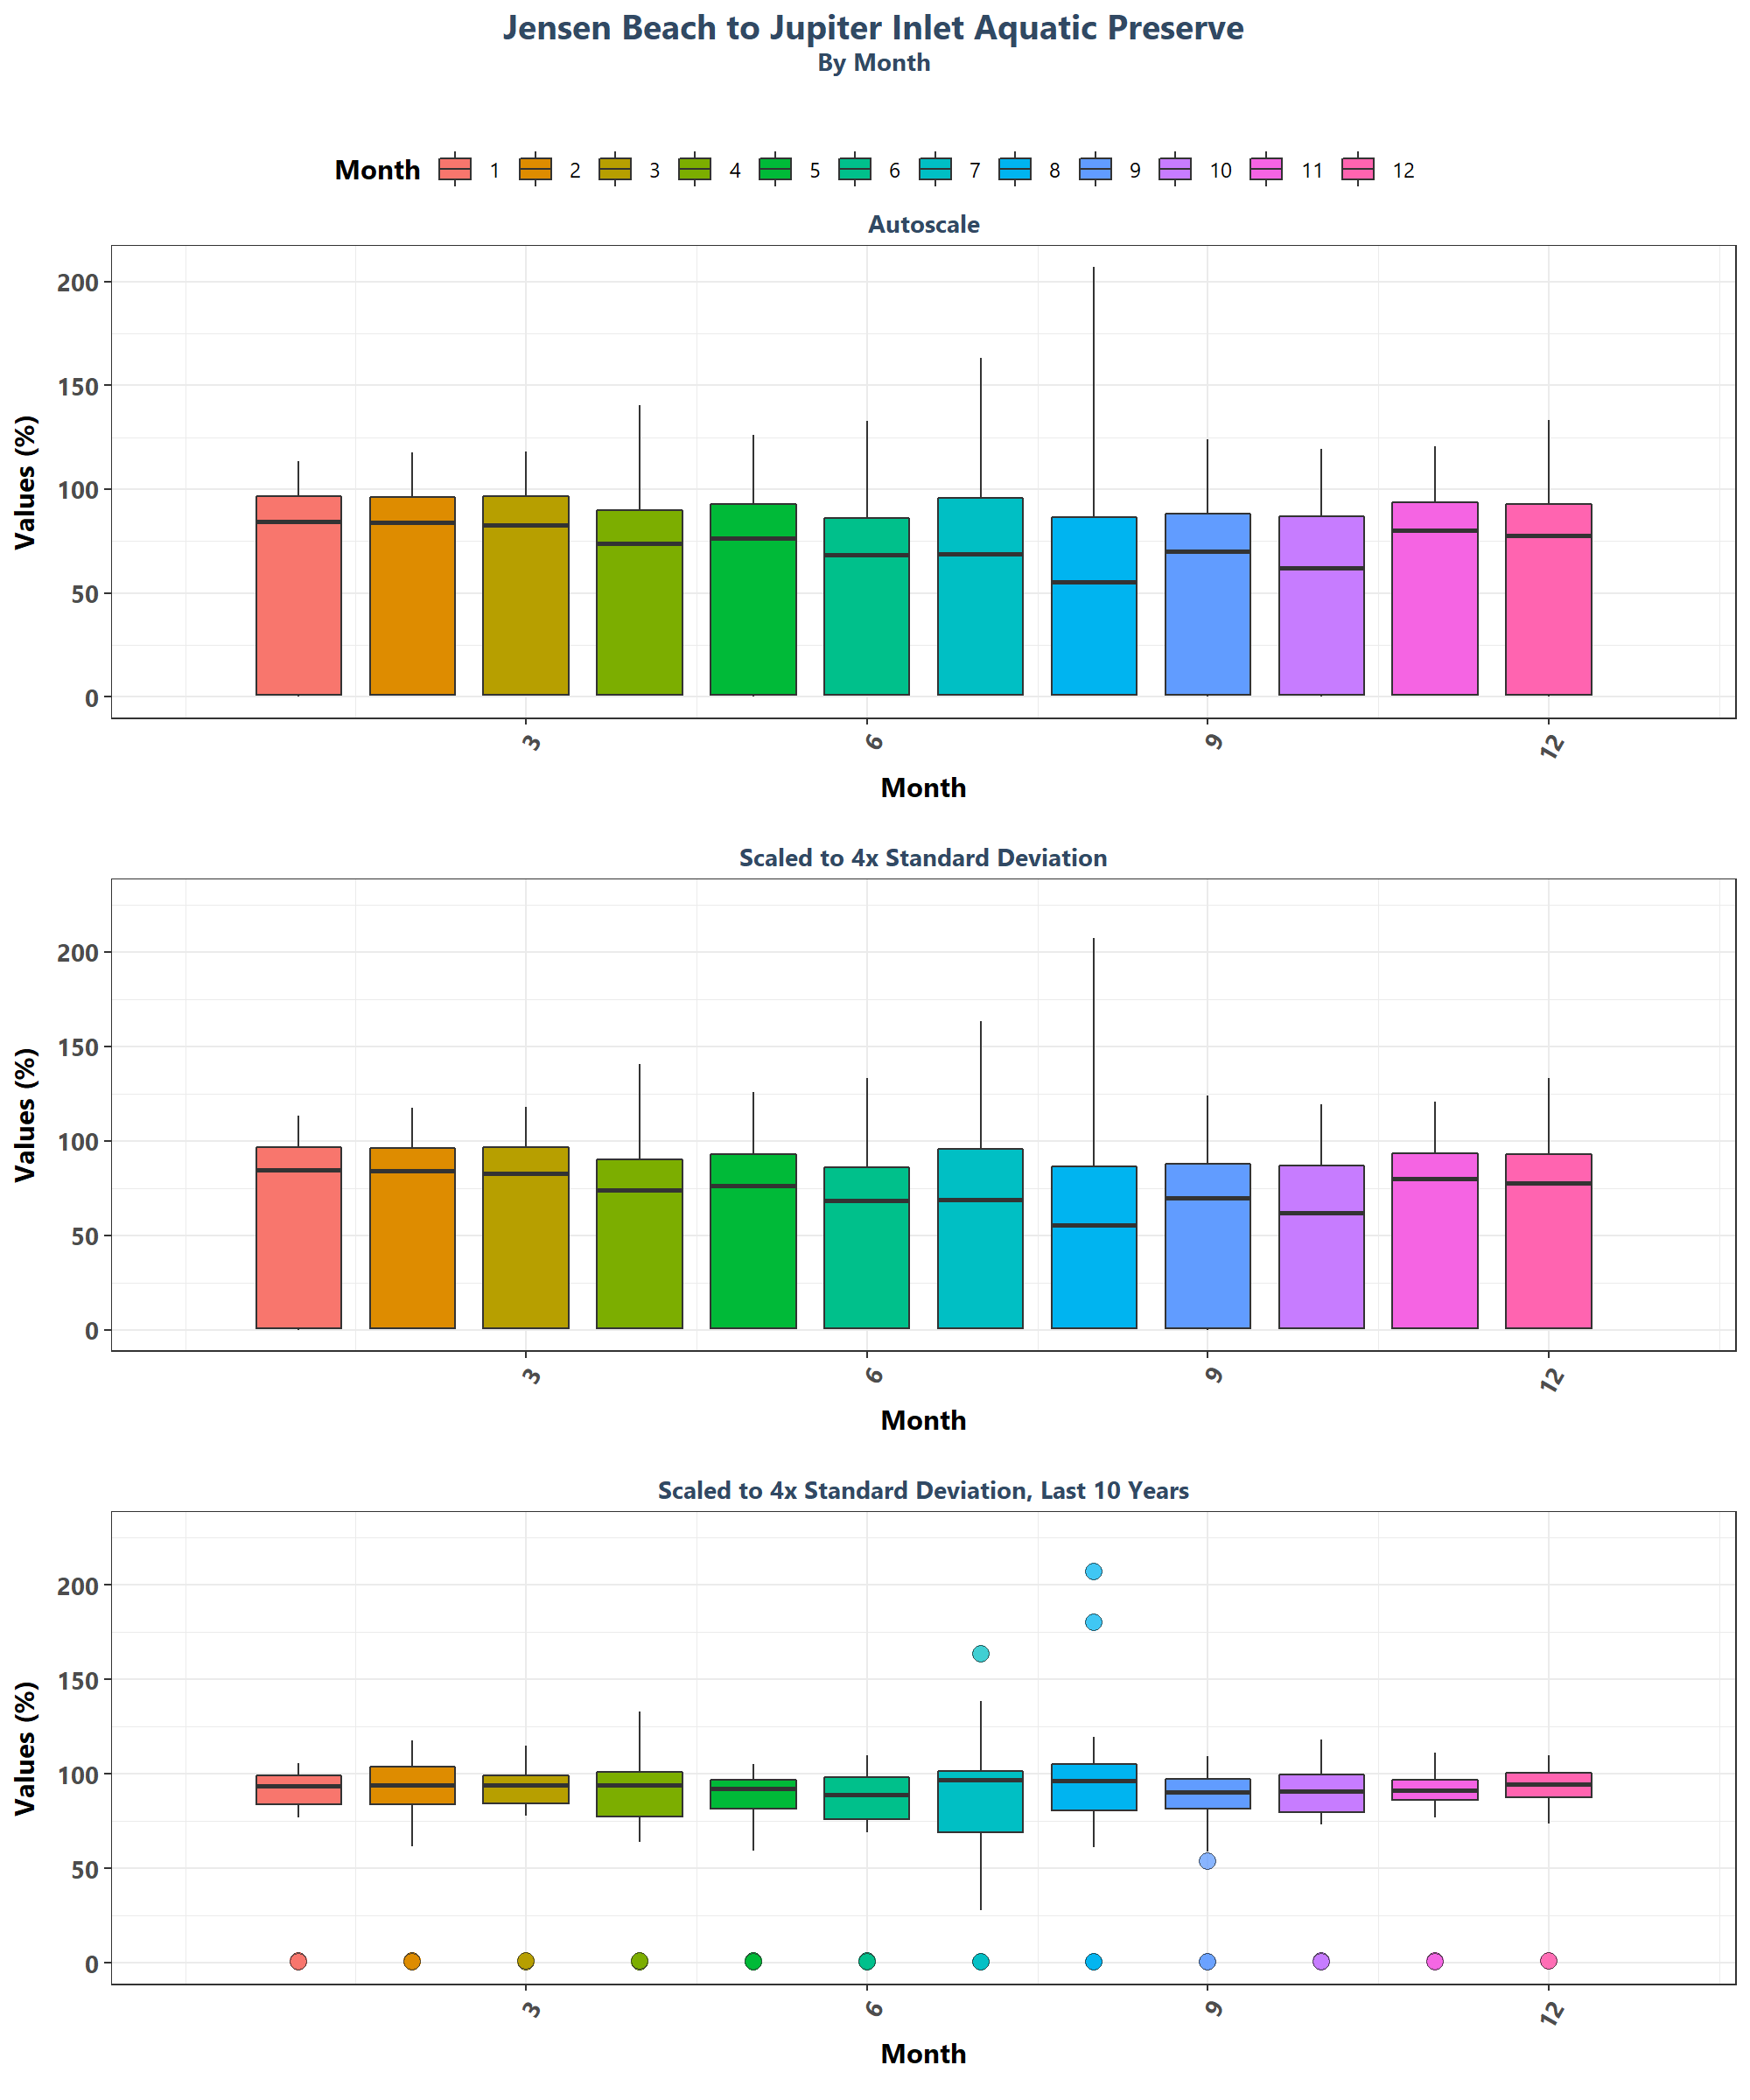 Jensen Beach to Jupiter Inlet Aquatic Preserve
By Month
Month 1 2 3 4 5 6 7 8 9 10 11 12
Autoscale
Values (%)
200
150
100
50
0
3 6 9 12
Month
Scaled to 4x Standard Deviation
Values (%)
200
150
100
50
0
3 6 9 12
Month
Scaled to 4x Standard Deviation, Last 10 Years
Values (%)
200
150
100
50
0
3 6 9 12
Month